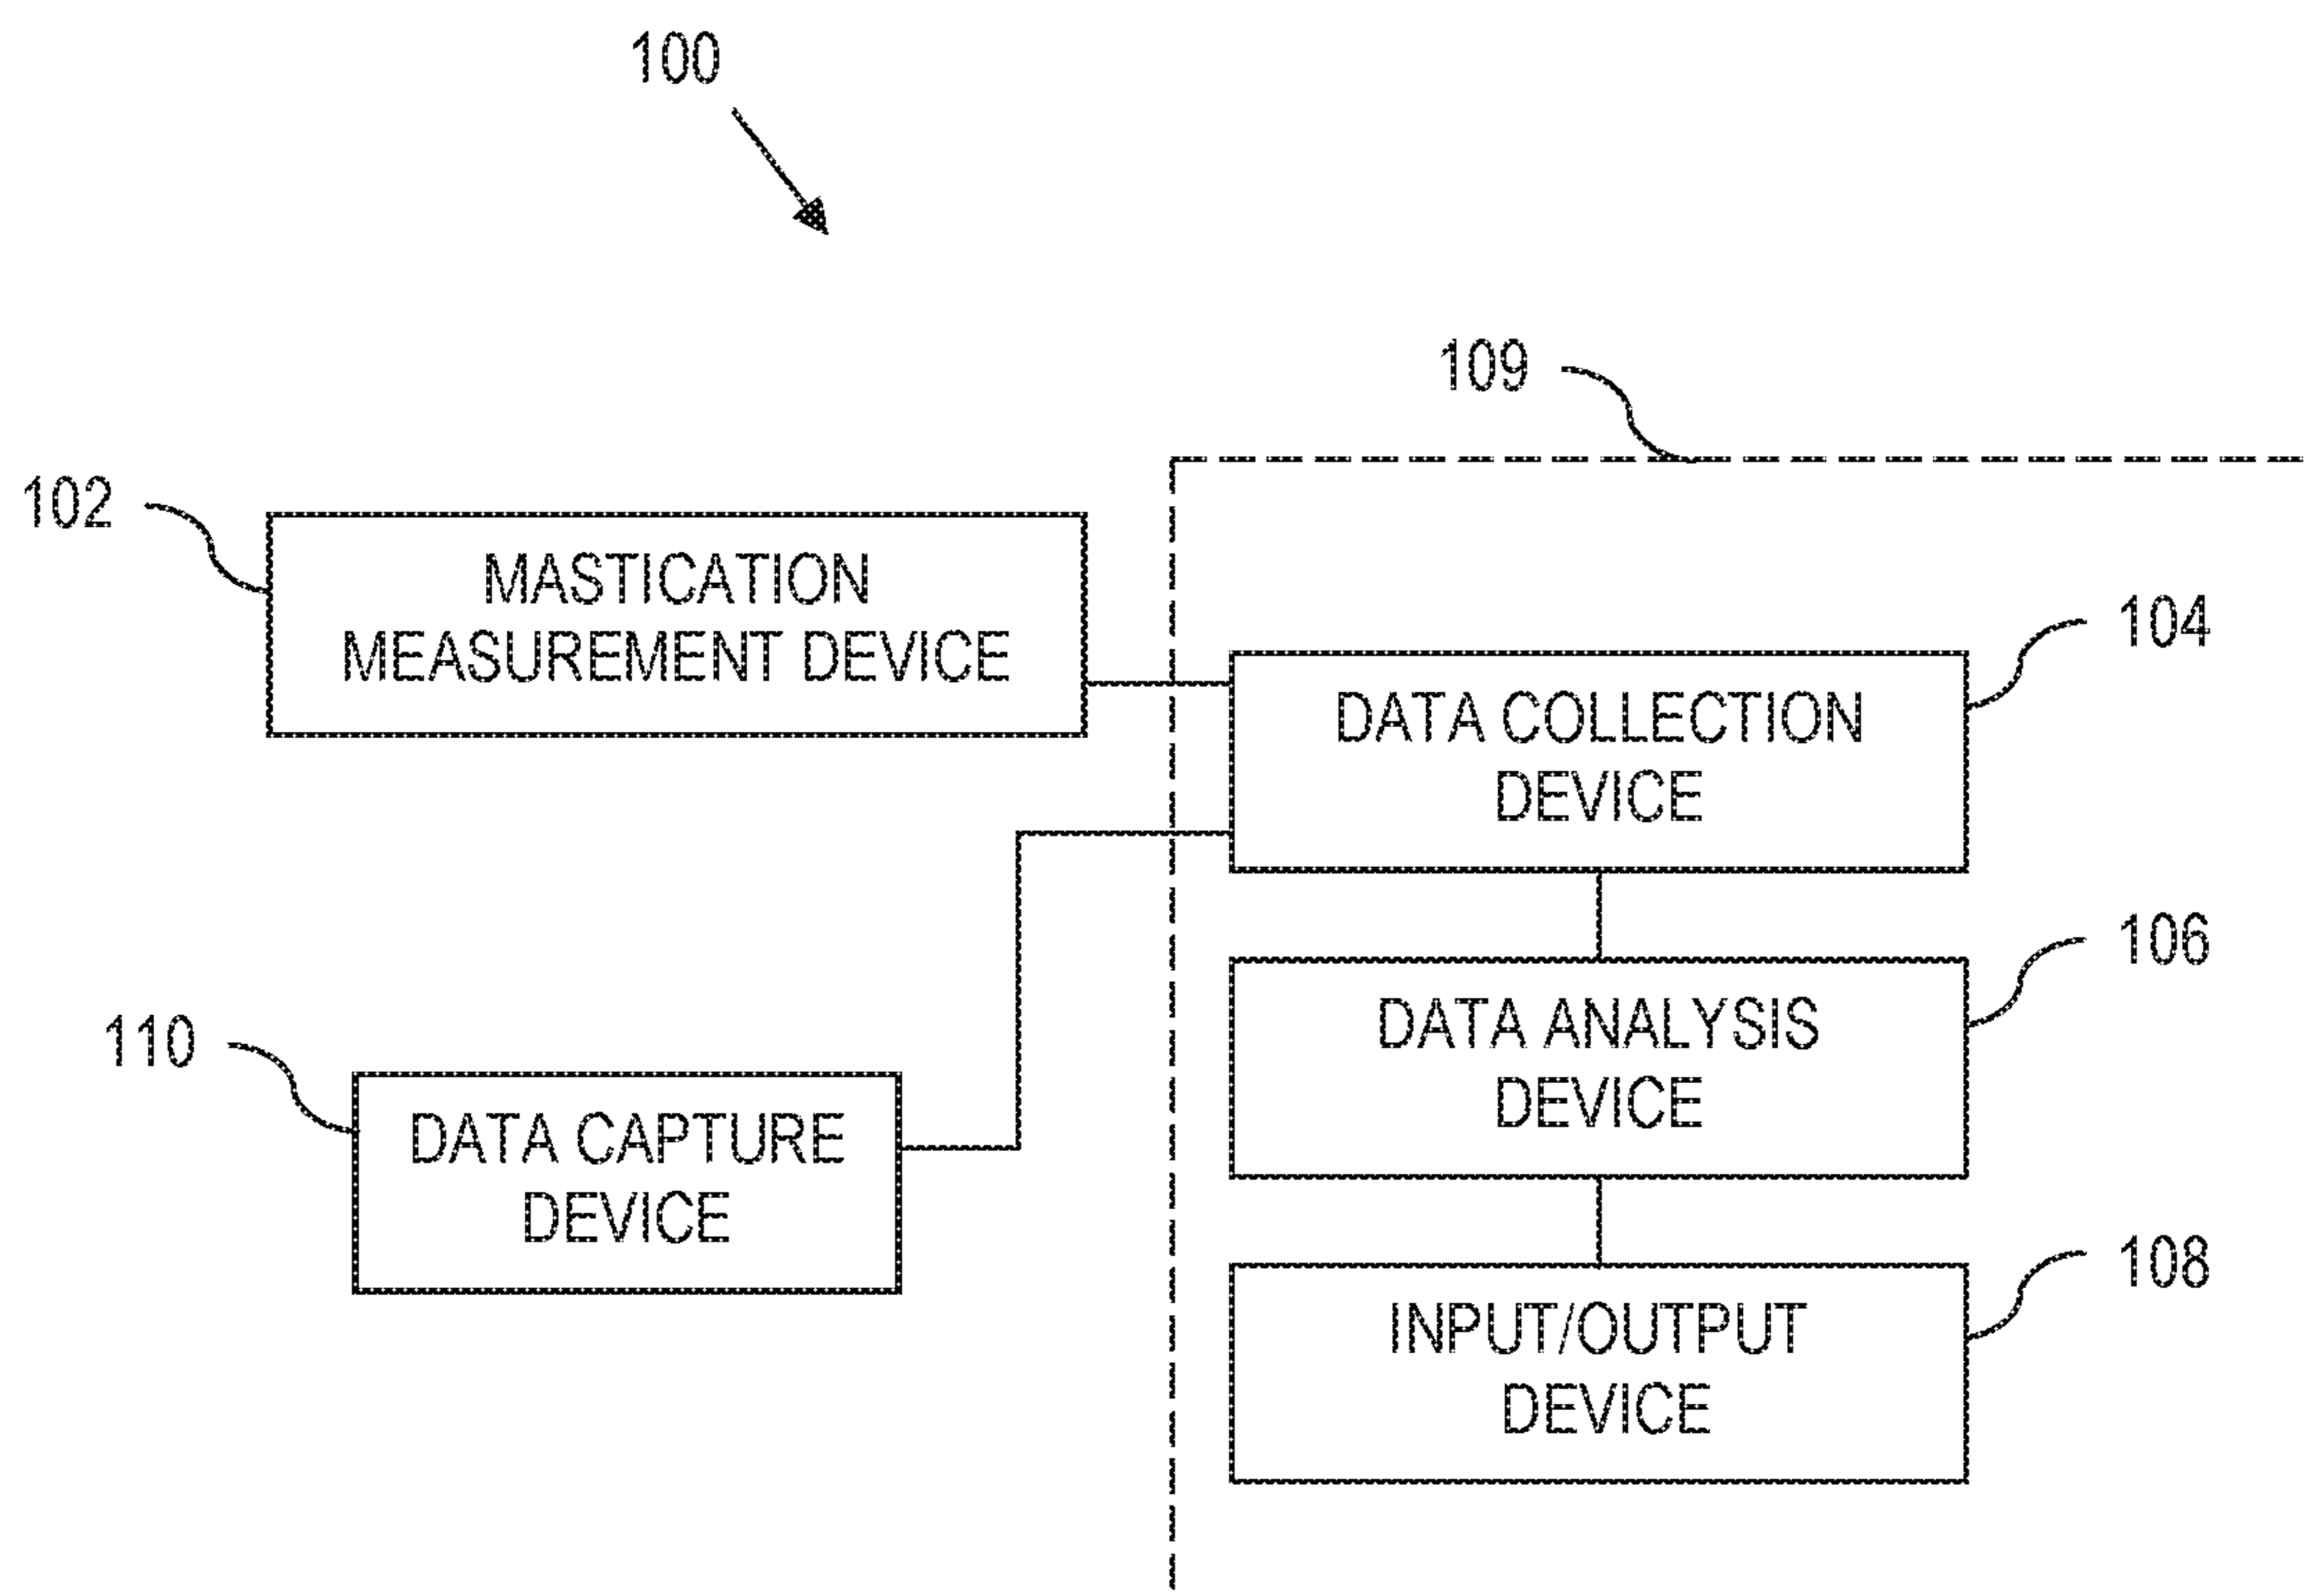 100
109
102
MASTICATION
MEASUREMENT DEVICE
104
DATA COLLECTION
DEVICE
106
DATA ANALYSIS
DEVICE
110
DATA CAPTURE
DEVICE
108
INPUT/OUTPUT
DEVICE